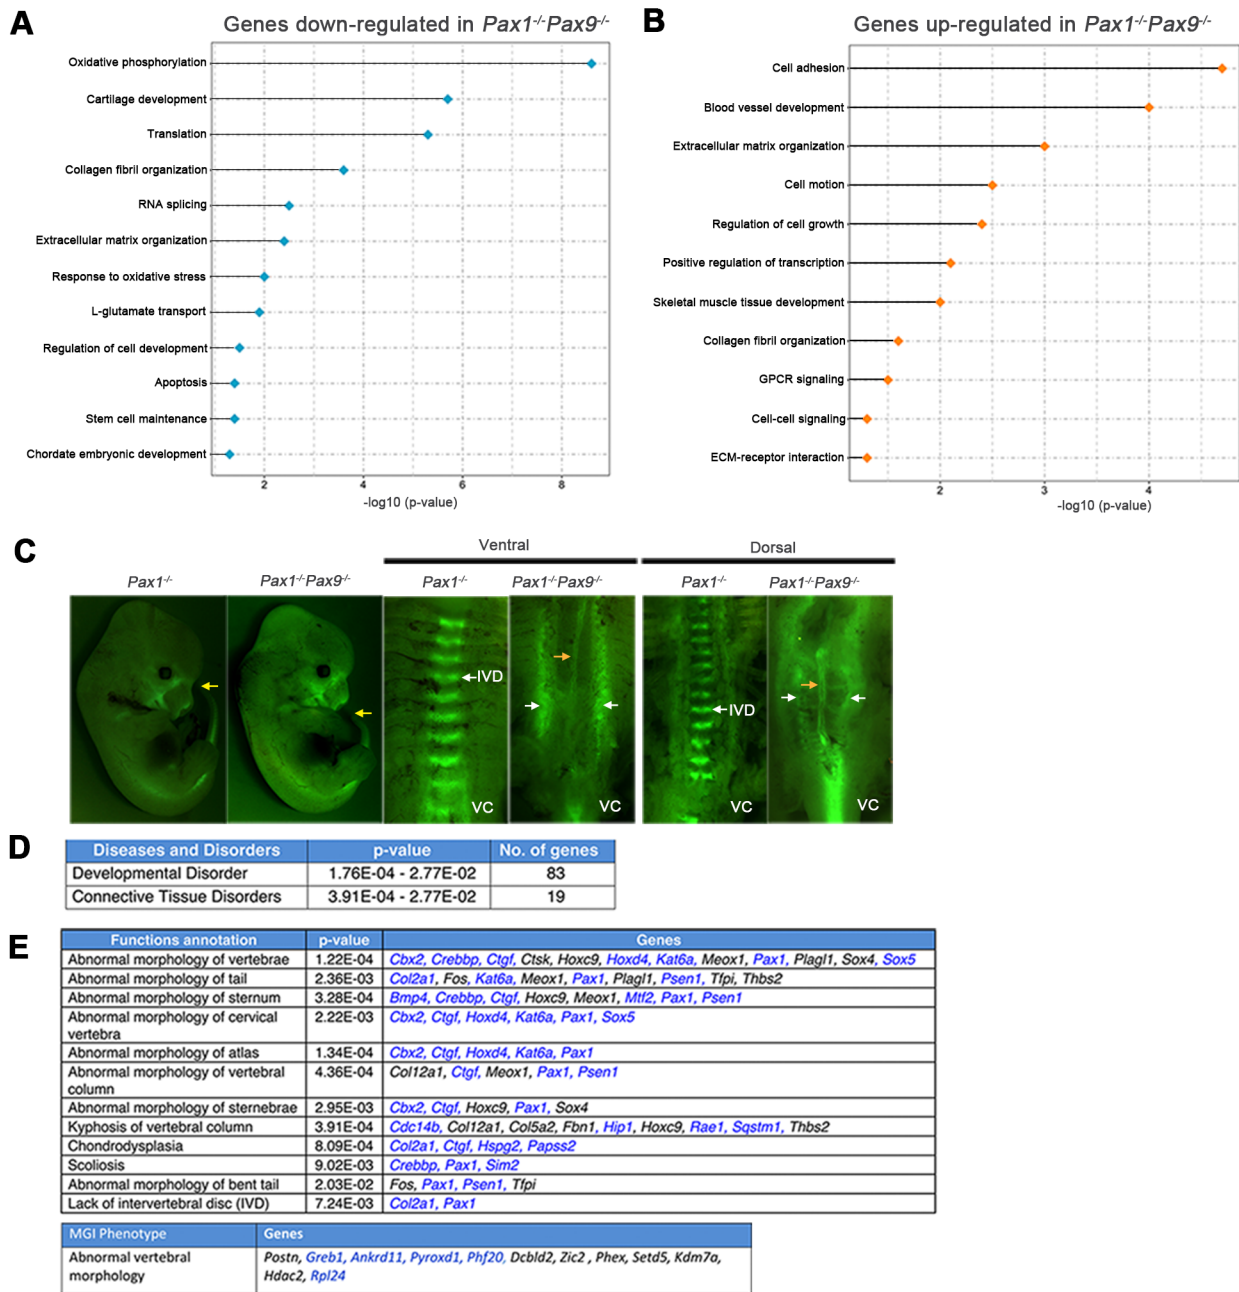 A
Genes down-regulated in Pax1-/-Pax9-/-
Oxidative phosphorylation
Cartilage development
Translation
Collagen fibril organization
RNA splicing
Extracellular matrix organization
Response to oxidative stress
L-glutamate transport
Regulation of cell development
Apoptosis
Stem cell maintenance
Chordate embryonic development
2 4 6 8
-log10 (p-value)
B
Genes up-regulated in Pax1-/-Pax9-/-
Cell adhesion
Blood vessel development
Extracellular matrix organization
Cell motion
Regulation of cell growth
Positive regulation of transcription
Skeletal muscle tissue development
Collagen fibril organization
GPCR signaling
Cell-cell signaling
ECM-receptor interaction
2 3 4
-log10 (p-value)
C
Ventral Dorsal
Pax1-/- Pax1-/-Pax9-/- Pax1-/- Pax1-/-Pax9-/- Pax1-/- Pax1-/-Pax9-/-
IVD IVD
VC VC VC VC
D
Diseases and Disorders p-value No. of genes
Developmental Disorder 1.76E-04 - 2.77E-02 83
Connective Tissue Disorders 3.91E-04 - 2.77E-02 19
E
Functions annotation p-value Genes
Abnormal morphology of vertebrae 1.22E-04 Cbx2, Crebbp, Ctgf, Ctsk, Hoxc9, Hoxd4, Kat6a, Meox1, Pax1, Plagl1, Sox4, Sox5
Abnormal morphology of tail 2.36E-03 Col2a1, Fos, Kat6a, Meox1, Pax1, Plagl1, Psen1, Tfpi, Thbs2
Abnormal morphology of sternum 3.28E-04 Bmp4, Crebbp, Ctgf, Hoxc9, Meox1, Mtf2, Pax1, Psen1
Abnormal morphology of cervical 2.22E-03 Cbx2, Ctgf, Hoxd4, Kat6a, Pax1, Sox5
vertebra
Abnormal morphology of atlas 1.34E-04 Cbx2, Ctgf, Hoxd4, Kat6a, Pax1
Abnormal morphology of vertebral 4.36E-04 Col12a1, Ctgf, Meox1, Pax1, Psen1
column
Abnormal morphology of sternebrae 2.95E-03 Cbx2, Ctgf, Hoxc9, Pax1, Sox4
Kyphosis of vertebral column 3.91E-04 Cdc14b, Col12a1, Col5a2, Fbn1, Hip1, Hoxc9, Rae1, Sqstm1, Thbs2
Chondrodysplasia 8.09E-04 Col2a1, Ctgf, Hspg2, Papss2
Scoliosis 9.02E-03 Crebbp, Pax1, Sim2
Abnormal morphology of bent tail 2.03E-02 Fos, Pax1, Psen1, Tfpi
Lack of intervertebral disc (IVD) 7.24E-03 Col2a1, Pax1
MGI Phenotype Genes
Abnormal vertebral Postn, Greb1, Ankrd11, Pyroxd1, Phf20, Dcbld2, Zic2 , Phex, Setd5, Kdm7a,
morphology Hdac2, Rpl24